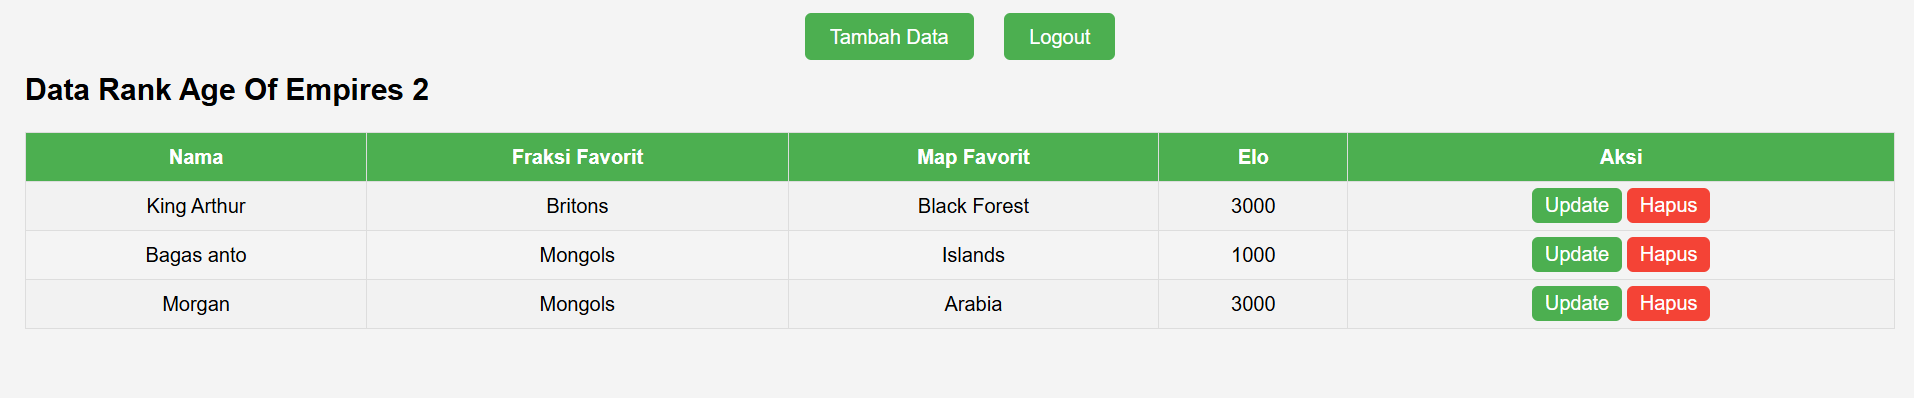 Tambah Data Logout
Data Rank Age Of Empires 2
Nama Fraksi Favorit Map Favorit Elo Aksi
King Arthur Britons Black Forest 3000 Update Hapus
Bagas anto Mongols Islands 1000 Update Hapus
Morgan Mongols Arabia 3000 Update Hapus